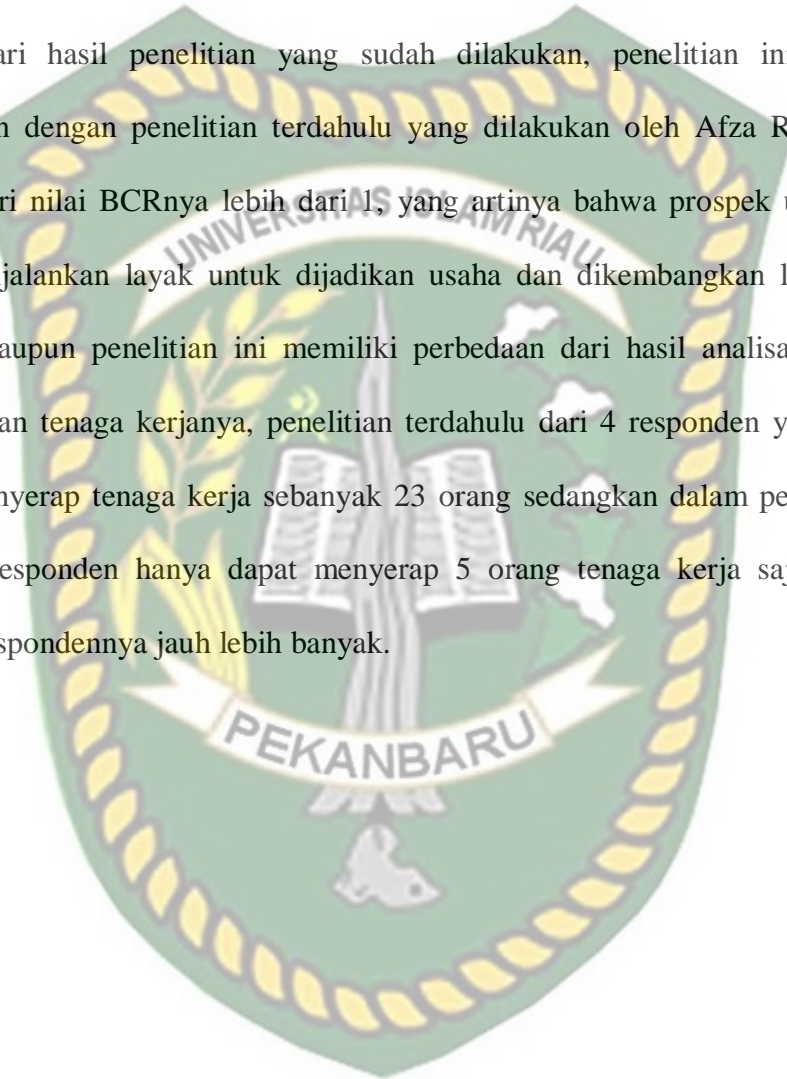 ari hasil penelitian yang sudah dilakukan, penelitian ini
n dengan penelitian terdahulu yang dilakukan oleh Afza R
ri nilai BCRnya lebih dari 1, yang artinya bahwa prospek u
jalankan layak untuk dijadikan usaha dan dikembangkan l
aupun penelitian ini memiliki perbedaan dari hasil analisa
an tenaga kerjanya, penelitian terdahulu dari 4 responden y
nyerap tenaga kerja sebanyak 23 orang sedangkan dalam pe
esponden hanya dapat menyerap 5 orang tenaga kerja saj
spondennya jauh lebih banyak.
UNIVERSITAS ISLAM RIAU
PEKANBARU